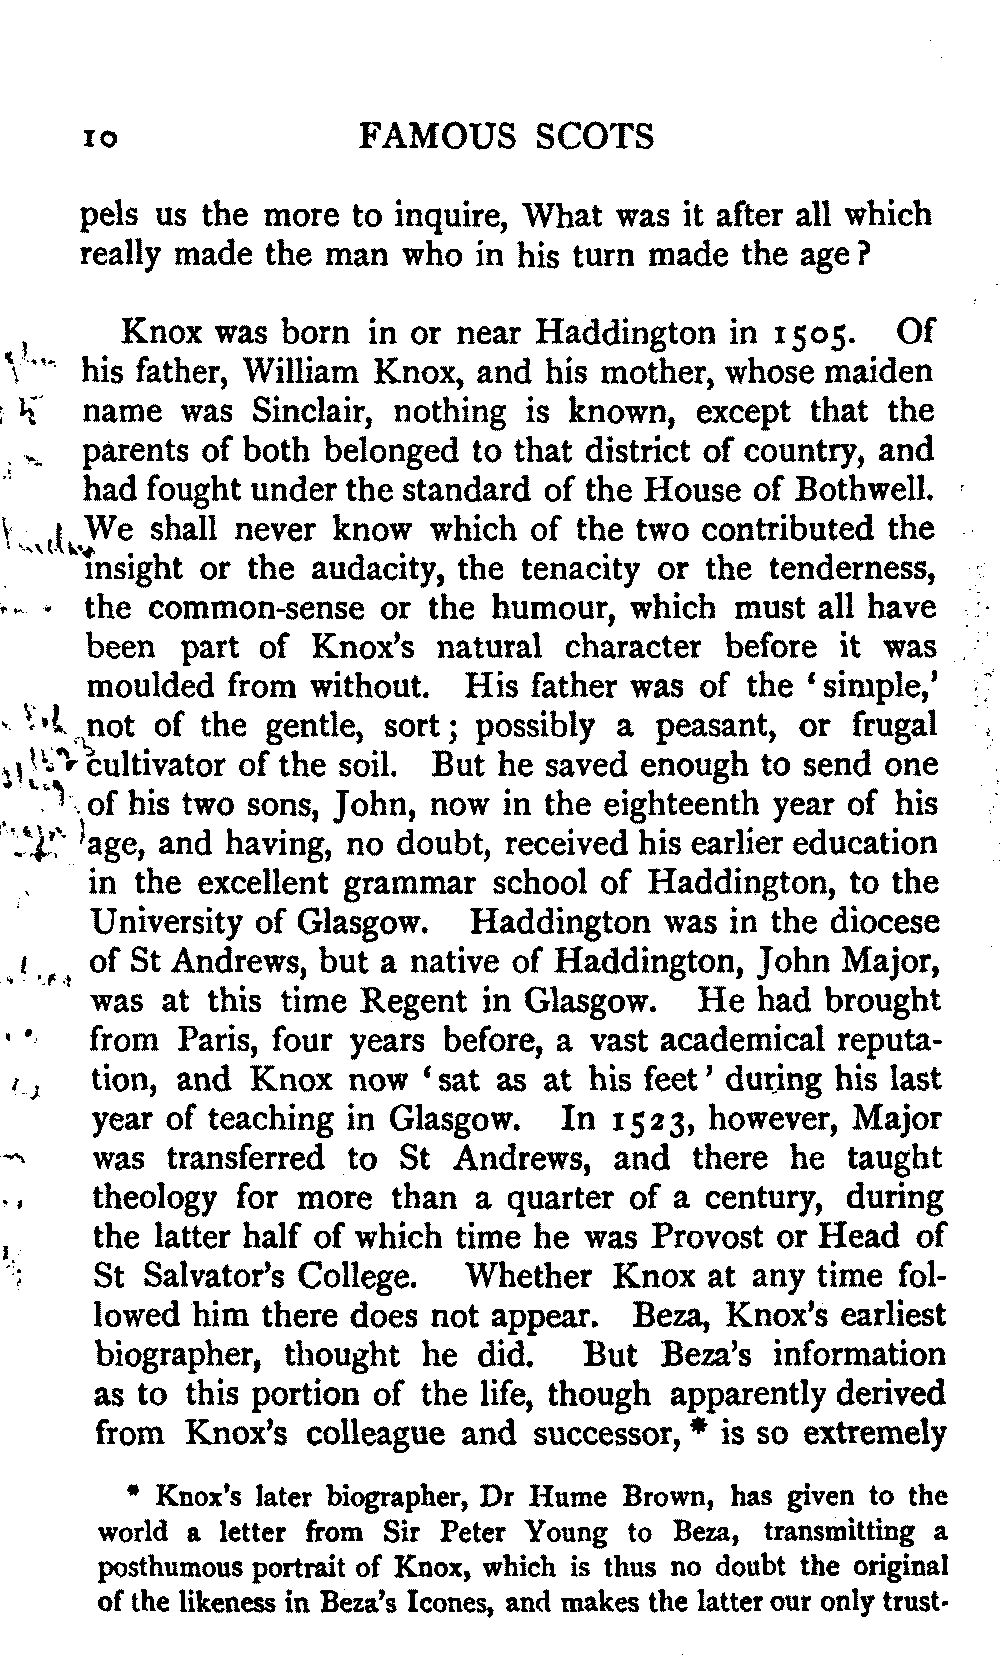 10 FAMOUS SCOTS
pels us the more to inquire, What was it after all which
really made the man who in his turn made the age?
Knox was born in or near Haddington in 1505. Of
his father, William Knox, and his mother, whose maiden
name was Sinclair, nothing is known, except that the
parents of both belonged to that district of country, and
had fought under the standard of the House of Bothwell.
We shall never know which of the two contributed the
insight or the audacity, the tenacity or the tenderness,
the common-sense or the humour, which must all have
been part of Knox's natural character before it was
moulded from without. His father was of the ‘simple,’
not of the gentle, sort; possibly a peasant, or frugal
cultivator of the soil. But he saved enough to send one
of his two sons, John, now in the eighteenth year of his
age, and having, no doubt, received his earlier education
in the excellent grammar school of Haddington, to the
University of Glasgow. Haddington was in the diocese
of St Andrews, but a native of Haddington, John Major,
was at this time Regent in Glasgow. He had brought
from Paris, four years before, a vast academical reputa-
tion, and Knox now ‘sat as at his feet’ during his last
year of teaching in Glasgow. In 1523, however, Major
was transferred to St Andrews, and there he taught
theology for more than a quarter of a century, during
the latter half of which time he was Provost or Head of
St Salvator's College. Whether Knox at any time fol-
lowed him there does not appear. Beza, Knox's earliest
biographer, thought he did. But Beza's information
as to this portion of the life, though apparently derived
from Knox's colleague and successor,* is so extremely
* Knox's later biographer, Dr Hume Brown, has given to the
world a letter from Sir Peter Young to Beza, transmitting a
posthumous portrait of Knox, which is thus no doubt the original
of the likeness in Beza's Icones, and makes the latter our only trust-